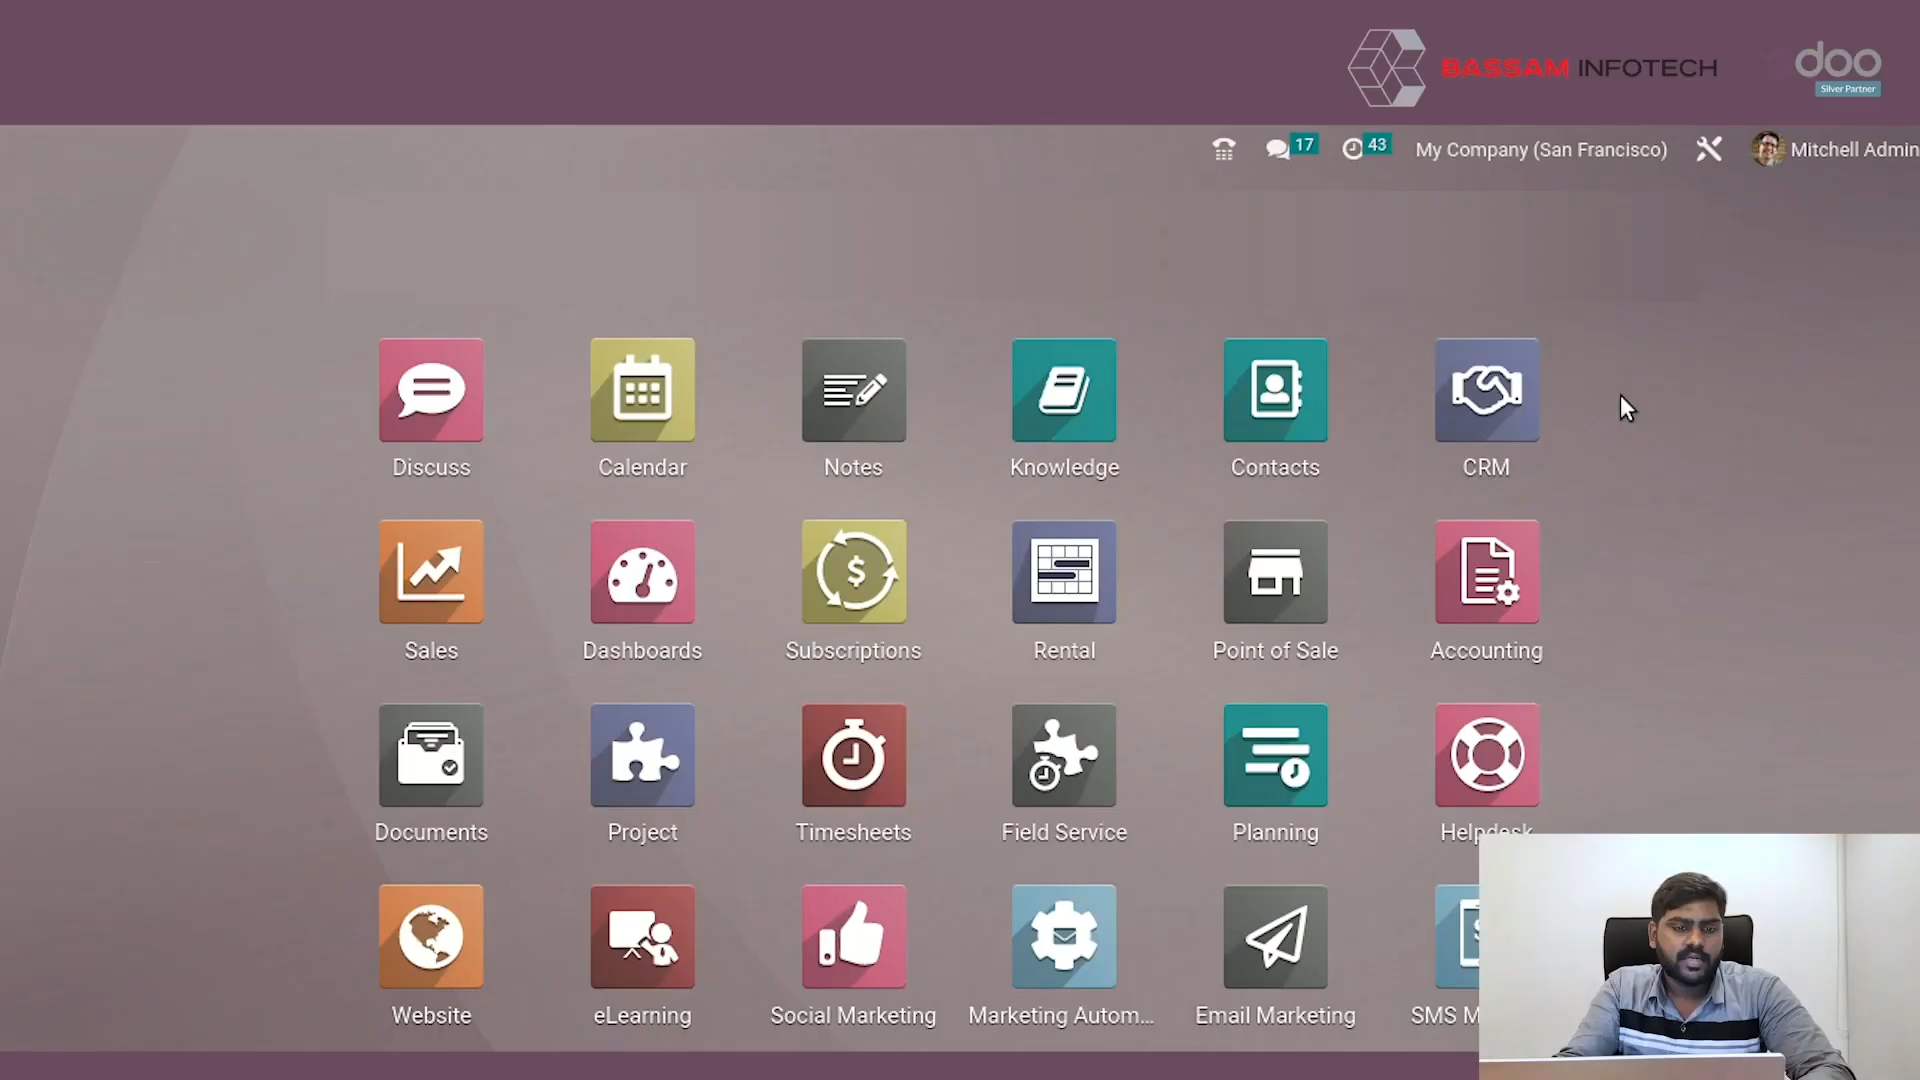 BASSAM INFOTECH
doo
Silver Partner
17
43
My Company (San Francisco)
Mitchell Admin
Discuss
Calendar
Notes
Knowledge
Contacts
CRM
Sales
Dashboards
Subscriptions
Rental
Point of Sale
Accounting
Documents
Project
Timesheets
Field Service
Planning
Helpdesk
Website
eLearning
Social Marketing
Marketing Autom...
Email Marketing
SMS M